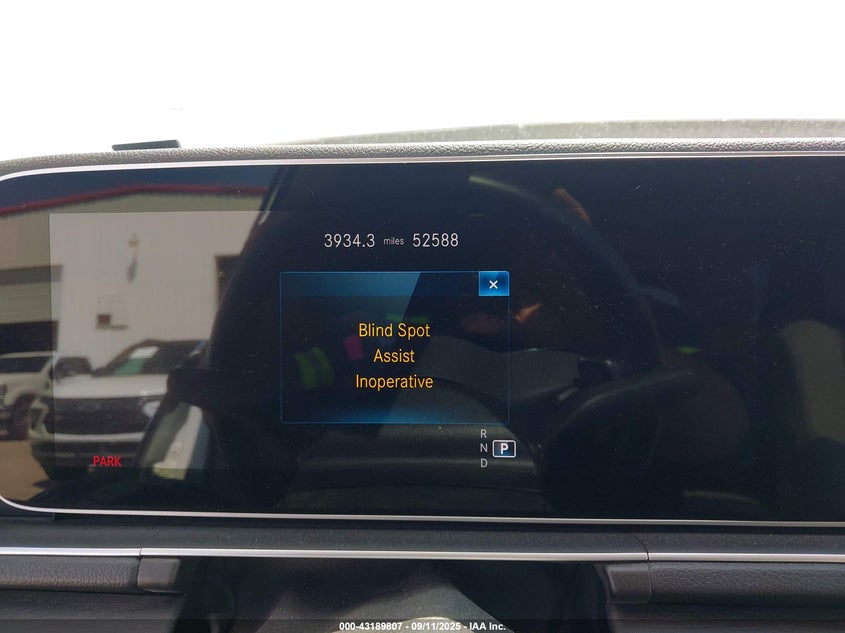 3934.3 miles 52588
×
Blind Spot
Assist
Inoperative
R
N P
D
PARK
000-43189807 - 09/11/2025 - IAA Inc.